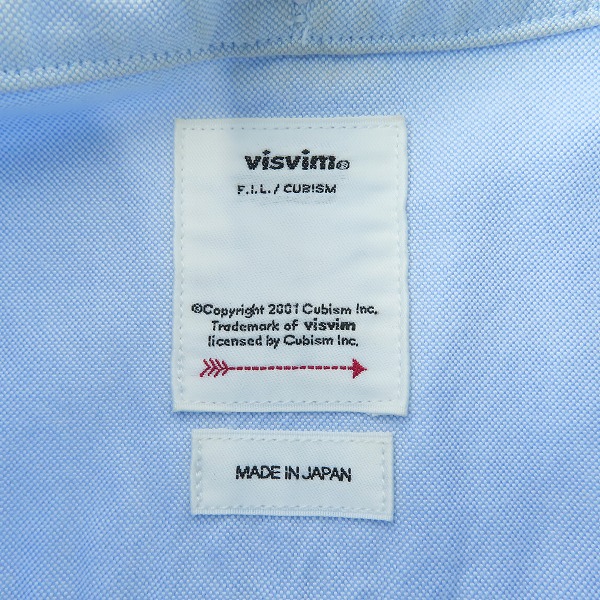 visvim®
F.I.L./ CUBISM
©Copyright 2001 Cubism Inc.
Trademark of visvim
licensed by Cubism Inc.
MADE IN JAPAN